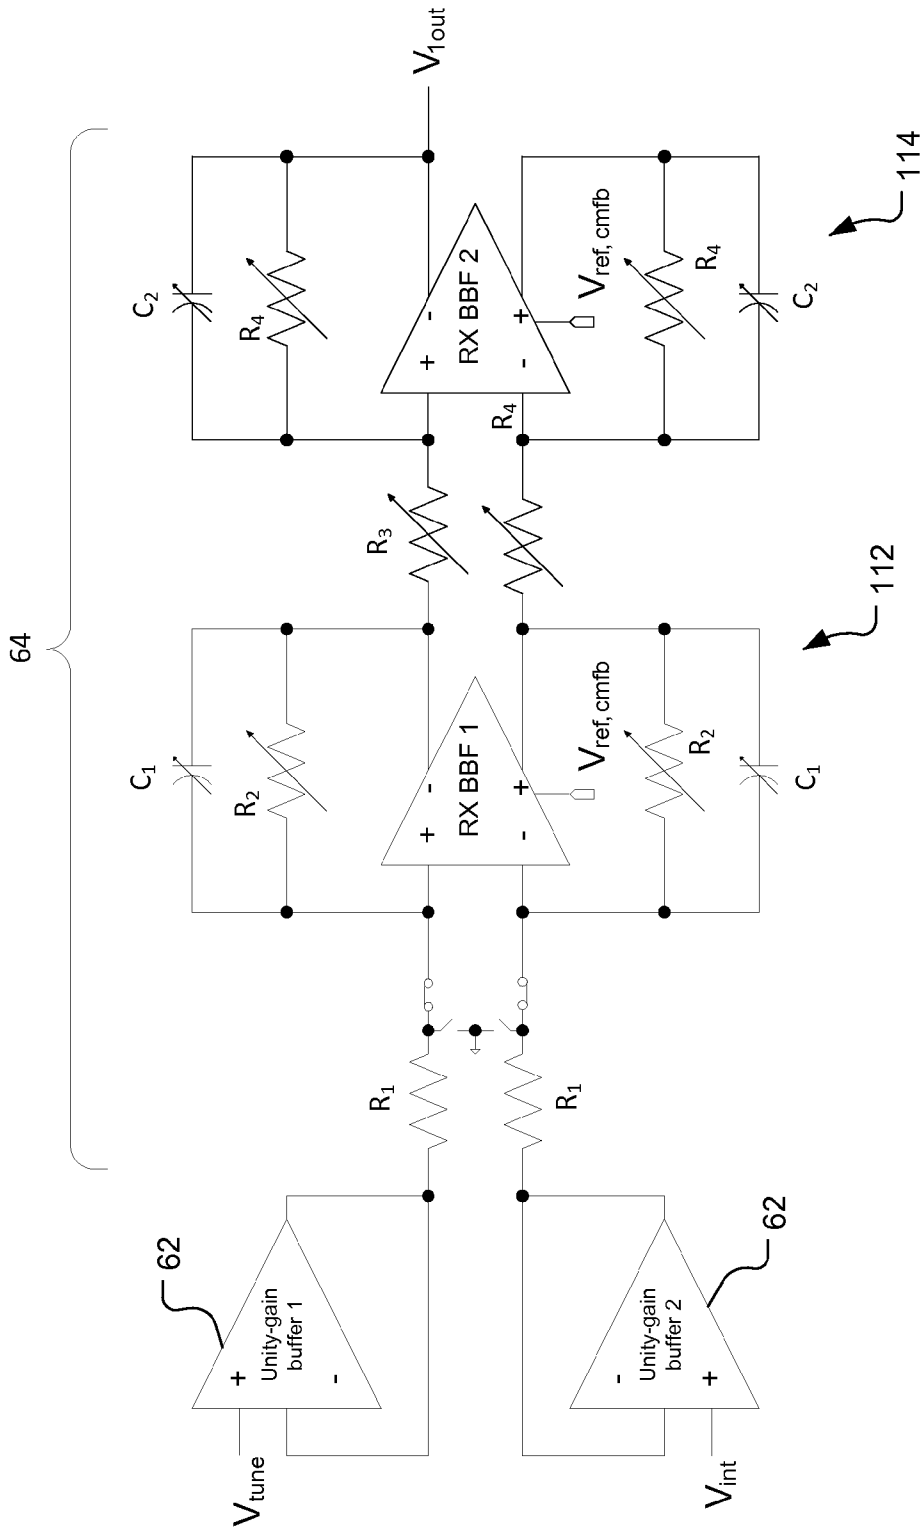 64
V1out
C2
R4
RX BBF 2
+ -
- +
Vref, cmfb
R4
C2
114
R4
R3
C1
R2
RX BBF 1
+ -
- +
Vref, cmfb
R2
C1
112
R1
R1
62
Unity-gain
buffer 1
+
-
Vtune
62
Unity-gain
buffer 2
-
+
Vint